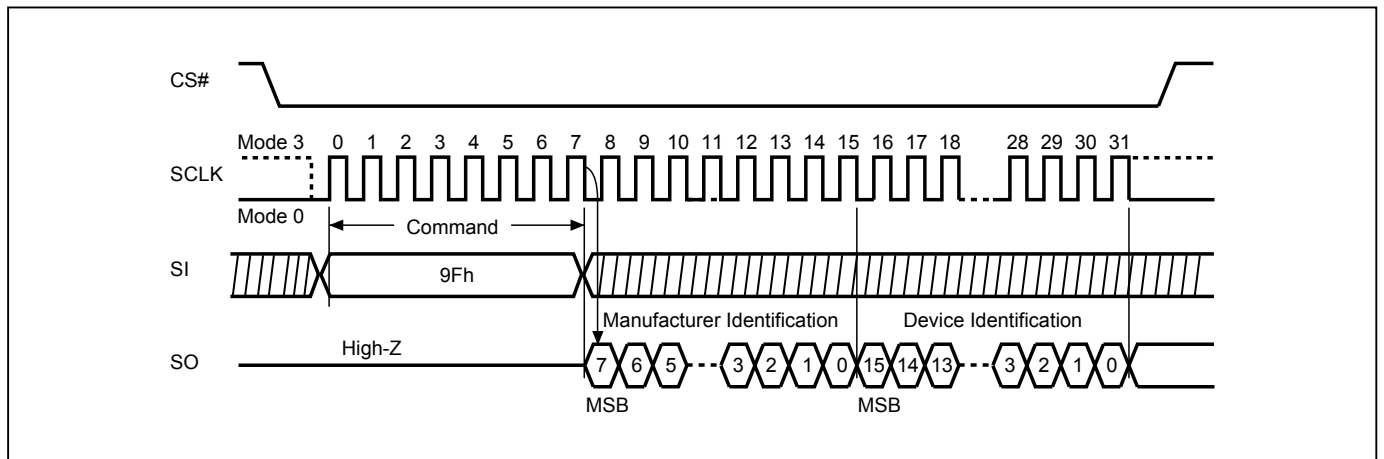 CS#
Mode 3 0 1 2 3 4 5 6 7 8 9 10 11 12 13 14 15 16 17 18 28 29 30 31
SCLK
Mode 0
Command
SI 9Fh
Manufacturer Identification Device Identification
High-Z
SO 7 6 5 3 2 1 0 15 14 13 3 2 1 0
MSB MSB